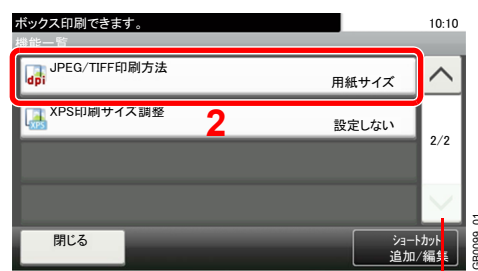 ボックス印刷できます。 10:10
機能一覧
JPEG/TIFF印刷方法
用紙サイズ
XPS印刷サイズ調整
設定しない
2
2/2
閉じる
ショートカット
追加/編集
GB0099_01
dpi
XPS